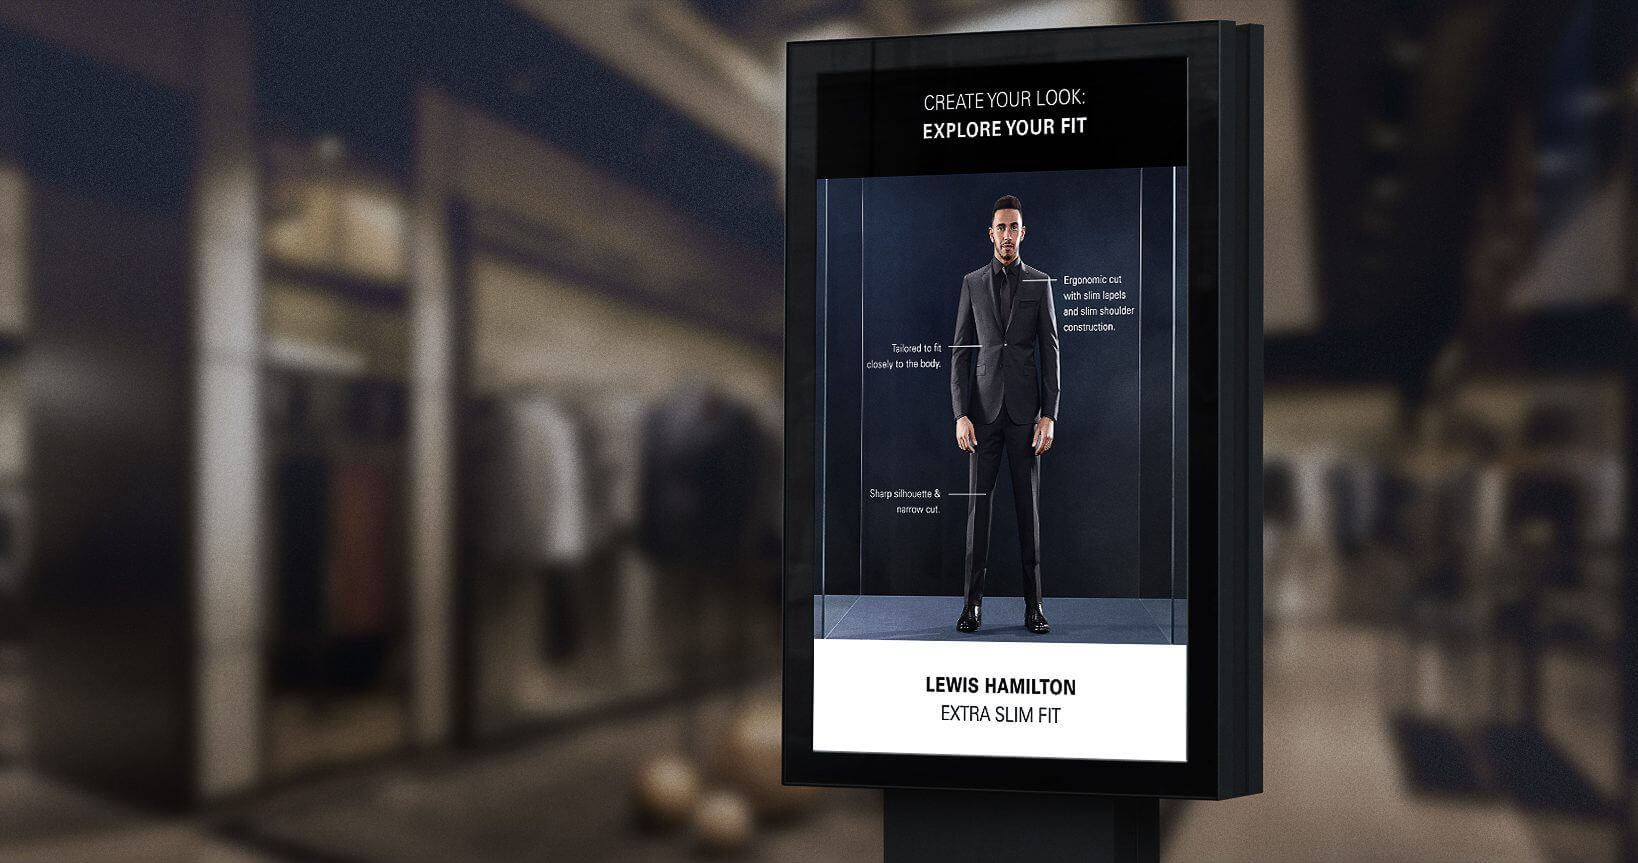 CREATE YOUR LOOK:
EXPLORE YOUR FIT
Ergonomic cut
with slim lapels
and slim shoulder
construction.
Tailored to fit
closely to the body.
Sharp silhouette &
narrow cut.
LEWIS HAMILTON
EXTRA SLIM FIT